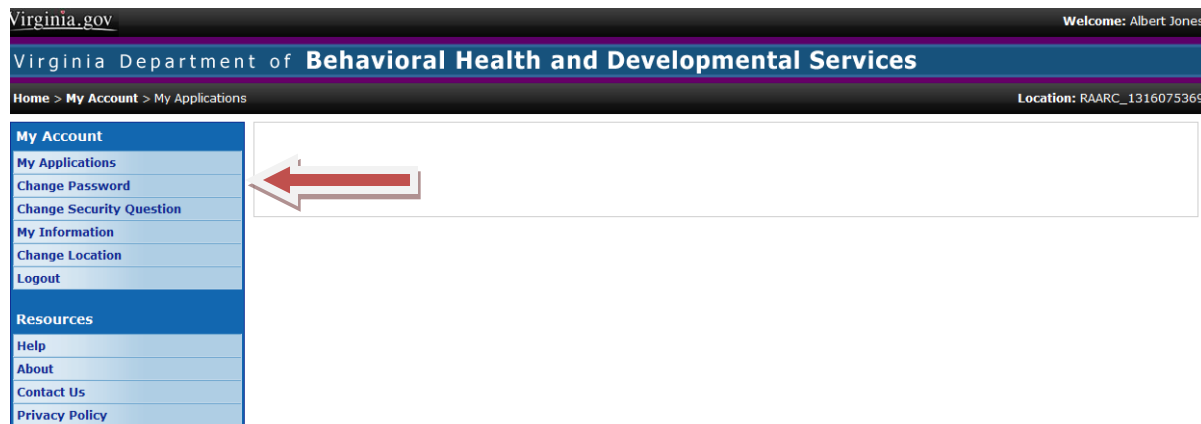 Virginia.gov
Welcome: Albert Jones
Virginia Department of Behavioral Health and Developmental Services
Home > My Account > My Applications
Location: RAARC_1316075369
My Account
My Applications
Change Password
Change Security Question
My Information
Change Location
Logout
Resources
Help
About
Contact Us
Privacy Policy